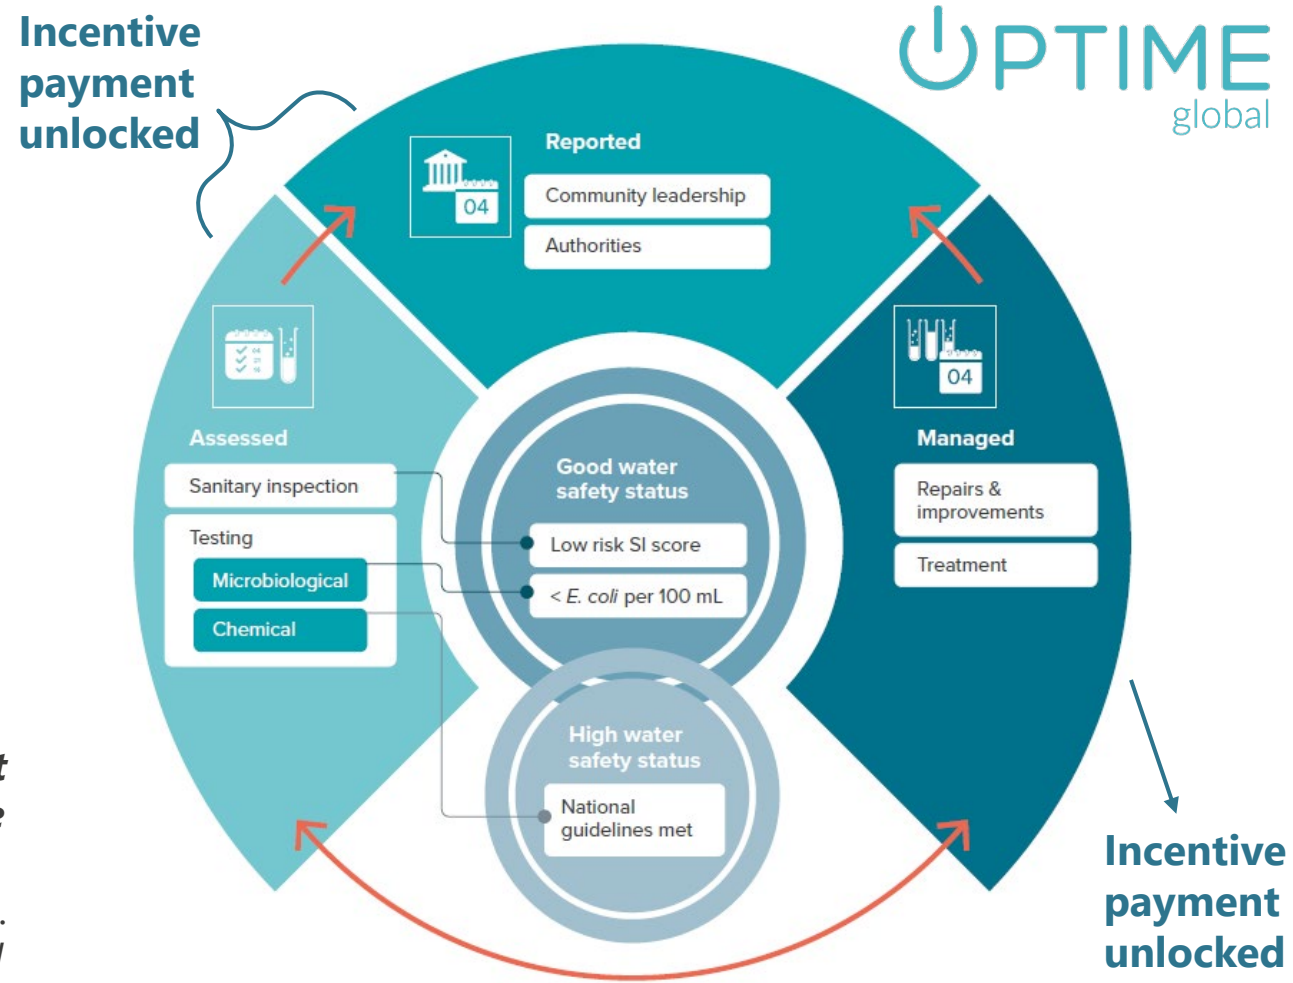 Incentive
payment
unlocked
UPTIME
global
Reported
Community leadership
Authorities
04
Assessed
Sanitary inspection
Testing
Microbiological
Chemical
Good water
safety status
Low risk SI score
< E. coli per 100 mL
High water
safety status
National
guidelines met
04
Managed
Repairs &
improvements
Treatment
Incentive
payment
unlocked